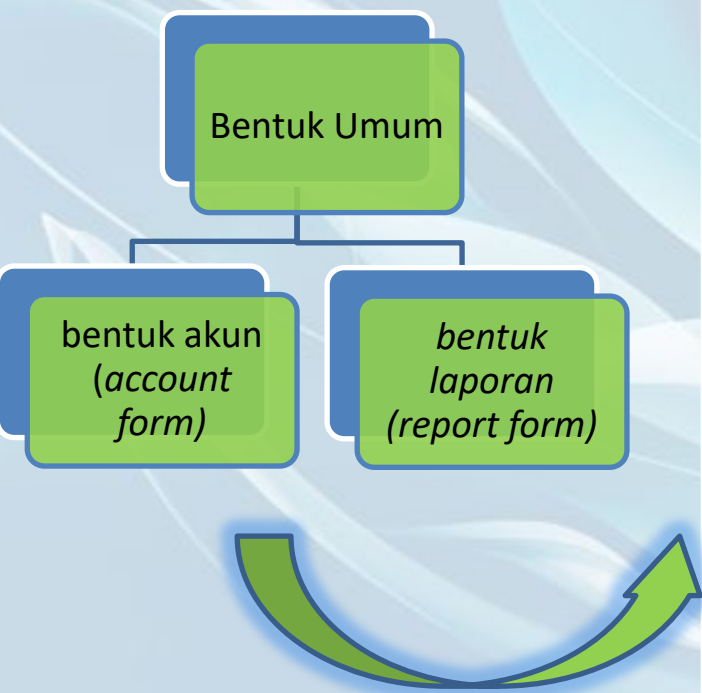 Bentuk Umum
bentuk akun
(account
form)
bentuk
laporan
(report form)